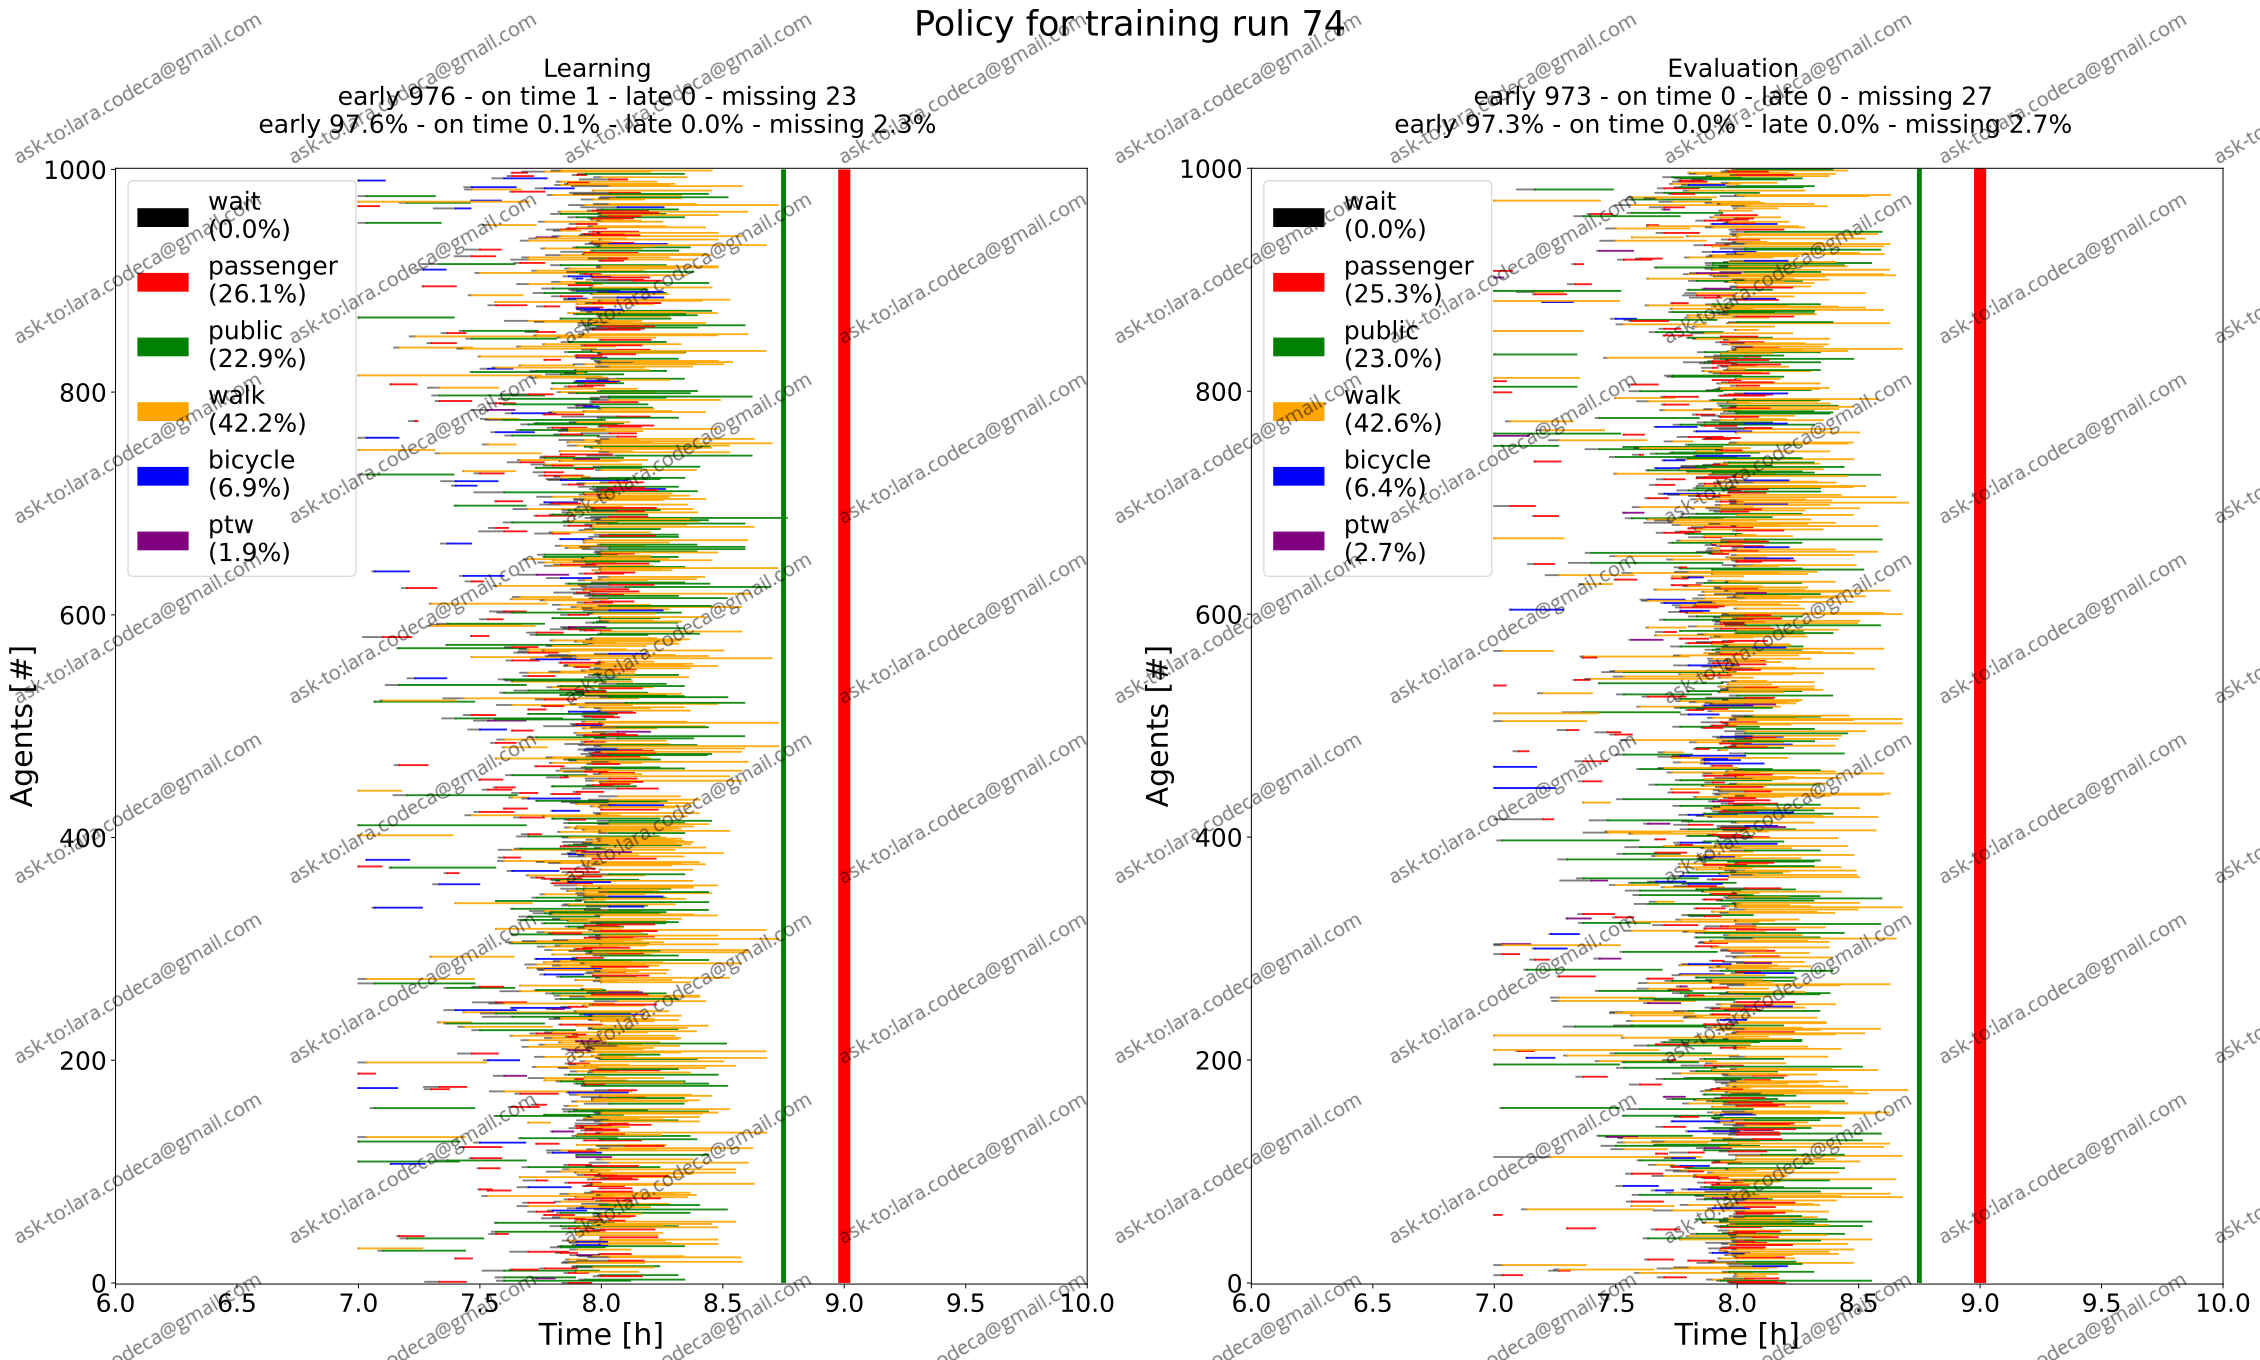 Policy for training run 74
Learning
early 976 - on time 1 - late 0 - missing 23
early 97.6% - on time 0.1% - late 0.0% - missing 2.3%
1000
800
600
400
200
0
Agents [#]
wait
(0.0%)
passenger
(26.1%)
public
(22.9%)
walk
(42.2%)
bicycle
(6.9%)
ptw
(1.9%)
6.0 6.5 7.0 7.5 8.0 8.5 9.0 9.5 10.0
Time [h]
Evaluation
early 973 - on time 0 - late 0 - missing 27
early 97.3% - on time 0.0% - late 0.0% - missing 2.7%
1000
800
600
400
200
0
Agents [#]
wait
(0.0%)
passenger
(25.3%)
public
(23.0%)
walk
(42.6%)
bicycle
(6.4%)
ptw
(2.7%)
6.0 6.5 7.0 7.5 8.0 8.5 9.0 9.5 10.0
Time [h]
ask-to:lara.codeca@gmail.com